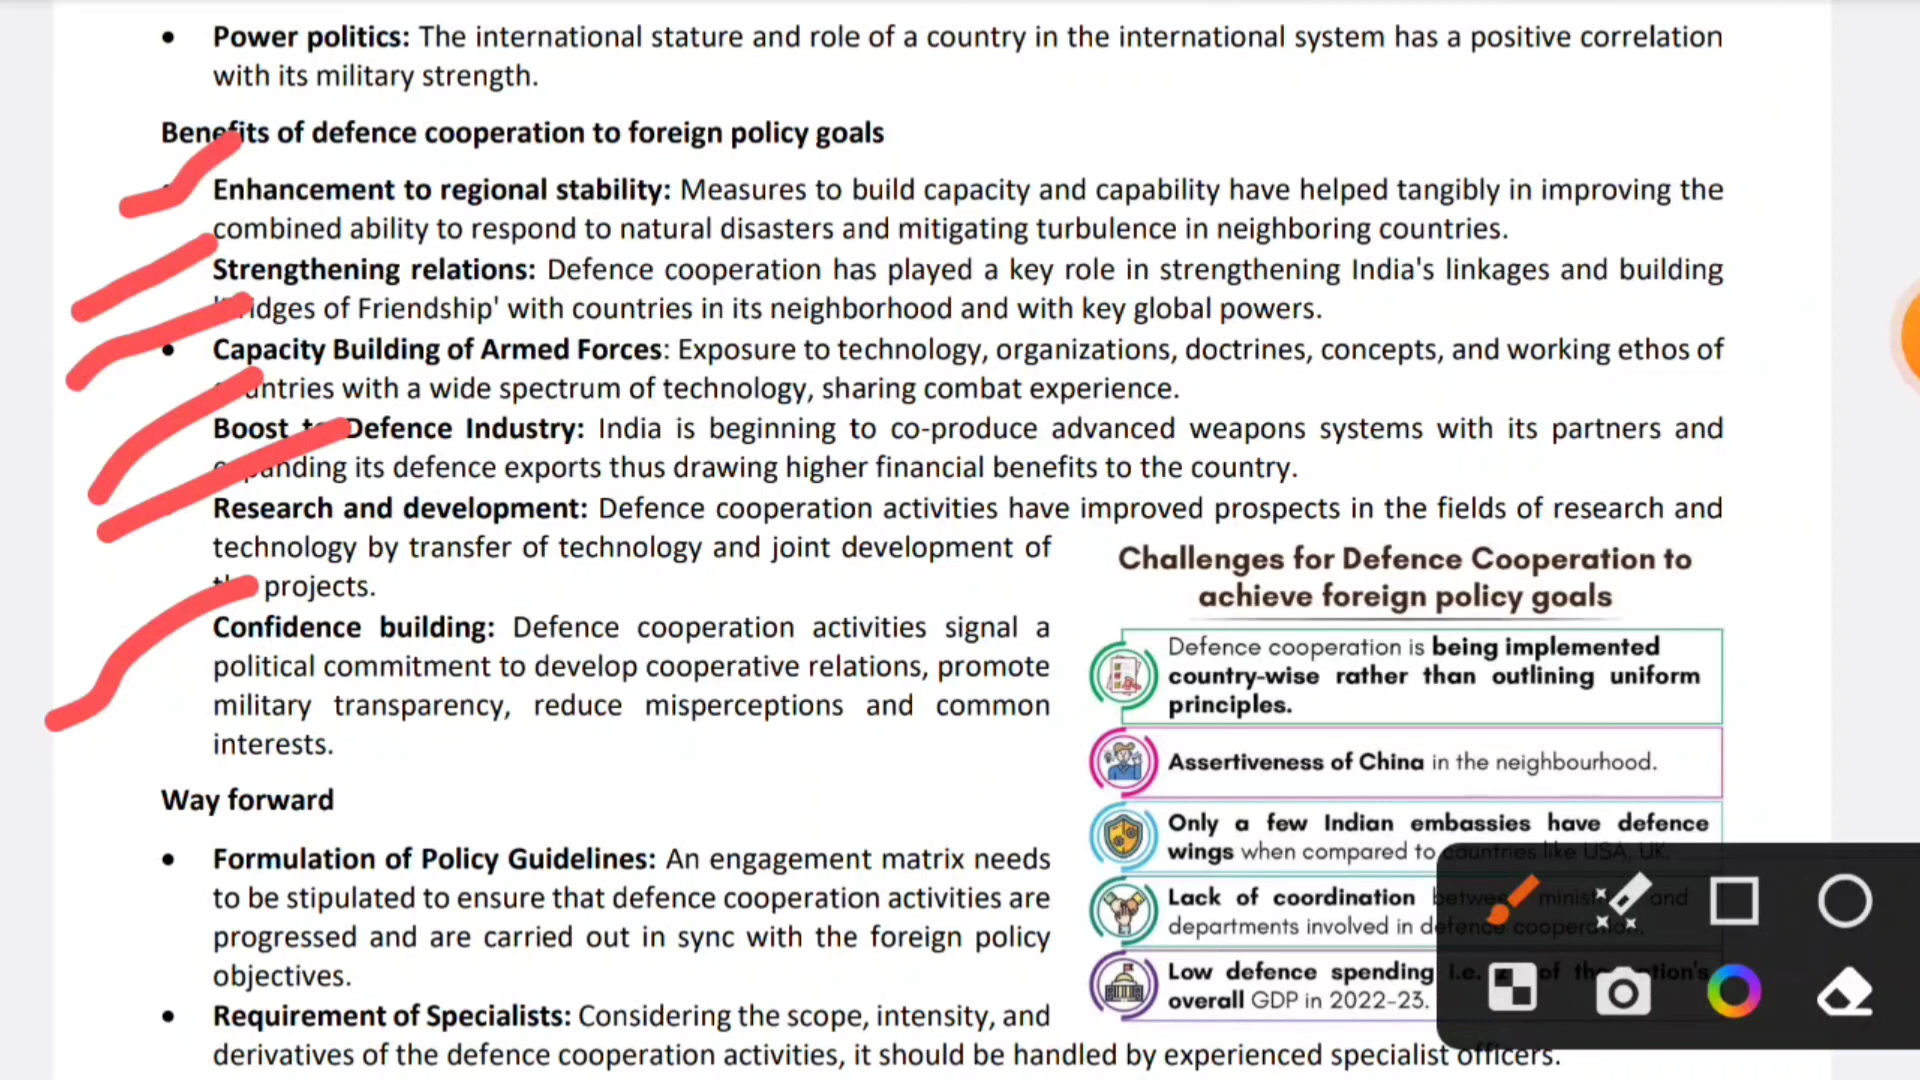 • Power politics: The international stature and role of a country in the international system has a positive correlation
with its military strength.
Benefits of defence cooperation to foreign policy goals
Enhancement to regional stability: Measures to build capacity and capability have helped tangibly in improving the
combined ability to respond to natural disasters and mitigating turbulence in neighboring countries.
Strengthening relations: Defence cooperation has played a key role in strengthening India's linkages and building
of Friendship' with countries in its neighborhood and with key global powers.
• Capacity Building of Armed Forces: Exposure to technology, organizations, doctrines, concepts, and working ethos of
with a wide spectrum of technology, sharing combat experience.
Boost to Defence Industry: India is beginning to co-produce advanced weapons systems with its partners and
its defence exports thus drawing higher financial benefits to the country.
Research and development: Defence cooperation activities have improved prospects in the fields of research and
technology by transfer of technology and joint development of
projects.
Confidence building: Defence cooperation activities signal a
political commitment to develop cooperative relations, promote
military transparency, reduce misperceptions and common
interests.
Way forward
• Formulation of Policy Guidelines: An engagement matrix needs
to be stipulated to ensure that defence cooperation activities are
progressed and are carried out in sync with the foreign policy
objectives.
• Requirement of Specialists: Considering the scope, intensity, and
derivatives of the defence cooperation activities, it should be handled by experienced specialist officers.
Challenges for Defence Cooperation to
achieve foreign policy goals
Defence cooperation is being implemented
country-wise rather than outlining uniform
principles.
Assertiveness of China in the neighbourhood.
Only a few Indian embassies have defence
wings when compared to countries like USA, UK.
Lack of coordination and
departments involved in defence cooperation.
Low defence spending i.e. of the
overall GDP in 2022-23.